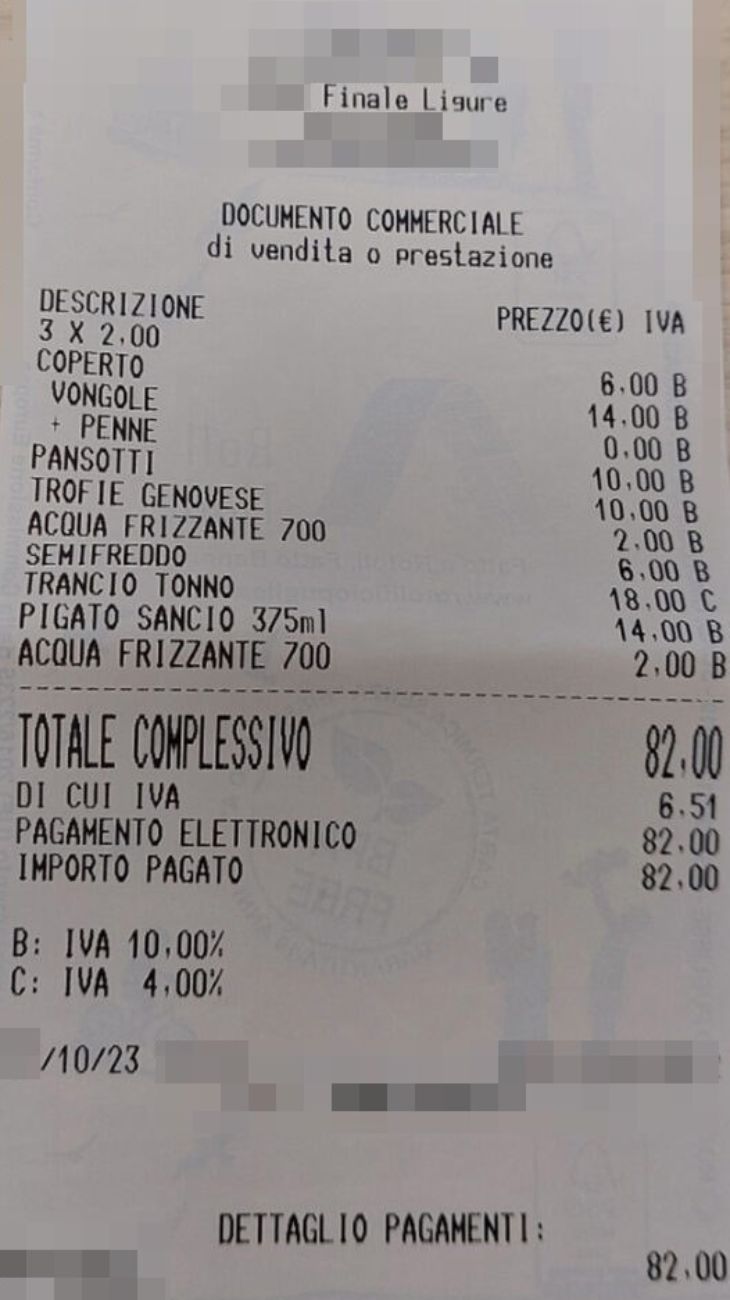 Finale Ligure
DOCUMENTO COMMERCIALE
di vendita o prestazione
DESCRIZIONE PREZZO(€) IVA
3 X 2,00
COPERTO 6,00 B
VONGOLE 14,00 B
+ PENNE 0,00 B
PANSOTTI 10,00 B
TROFIE GENOVESE 10,00 B
ACQUA FRIZZANTE 700 2,00 B
SEMIFREDDO 6,00 B
TRANCIO TONNO 18,00 C
PIGATO SANCIO 375ml 14,00 B
ACQUA FRIZZANTE 700 2,00 B
TOTALE COMPLESSIVO 82,00
DI CUI IVA 6,51
PAGAMENTO ELETTRONICO 82,00
IMPORTO PAGATO 82,00
B: IVA 10,00%
C: IVA 4,00%
/10/23
DETTAGLIO PAGAMENTI:
82,00